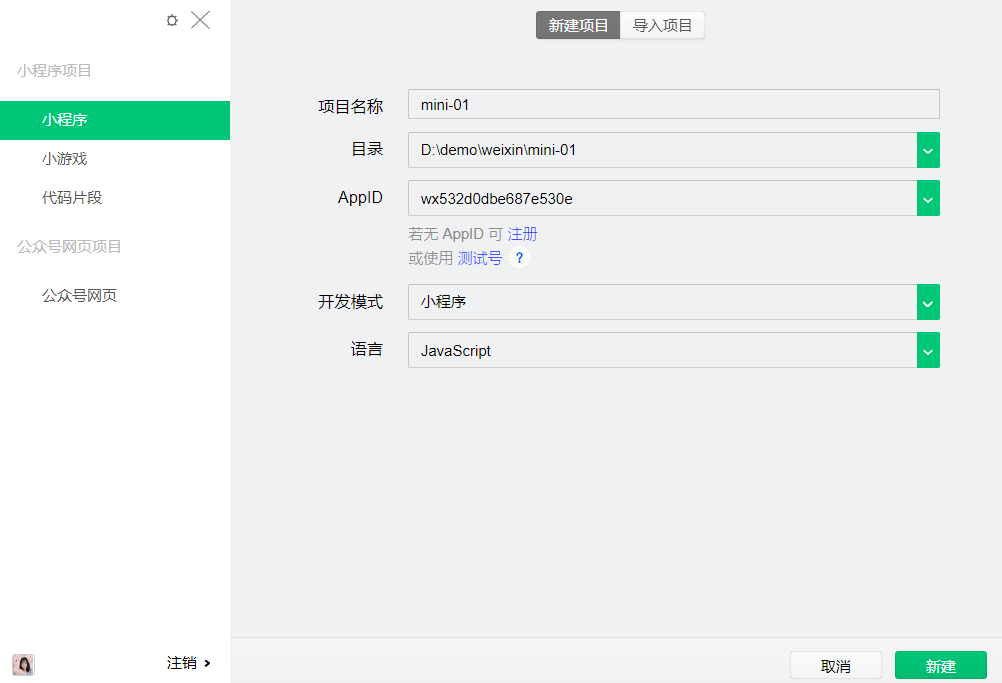 小程序项目
小程序
小游戏
代码片段
公众号网页项目
公众号网页
注销
新建项目 导入项目
项目名称 mini-01
目录 D:\demo\weixin\mini-01
AppID wx532d0dbe687e530e
若无 AppID 可 注册
或使用 测试号 ?
开发模式 小程序
语言 JavaScript
取消 新建